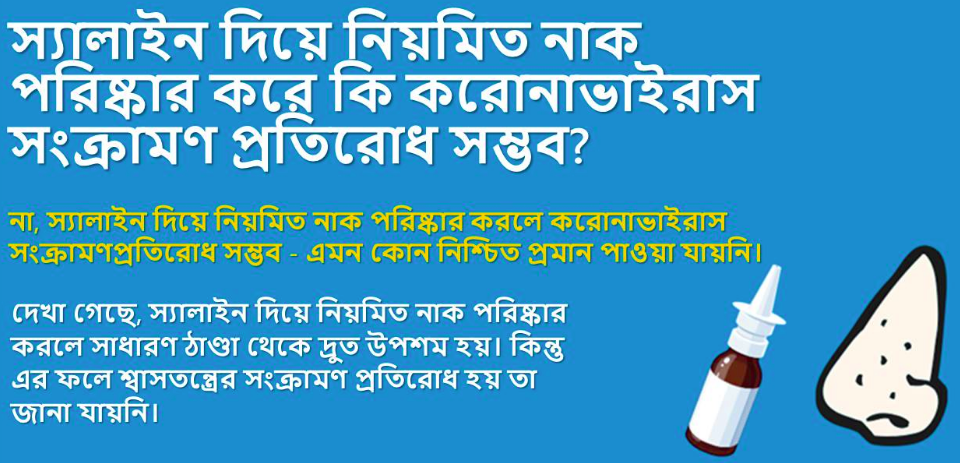 স্যালাইন দিয়ে নিয়মিত নাক
পরিষ্কার করে কি করোনাভাইরাস
সংক্রামণ প্রতিরোধ সম্ভব?
না, স্যালাইন দিয়ে নিয়মিত নাক পরিষ্কার করলে করোনাভাইরাস
সংক্রামণপ্রতিরোধ সম্ভব - এমন কোন নিশ্চিত প্রমান পাওয়া যায়নি।
দেখা গেছে, স্যালাইন দিয়ে নিয়মিত নাক পরিষ্কার
করলে সাধারণ ঠাণ্ডা থেকে দ্রুত উপশম হয়। কিন্তু
এর ফলে শ্বাসতন্ত্রের সংক্রামণ প্রতিরোধ হয় তা
জানা যায়নি।